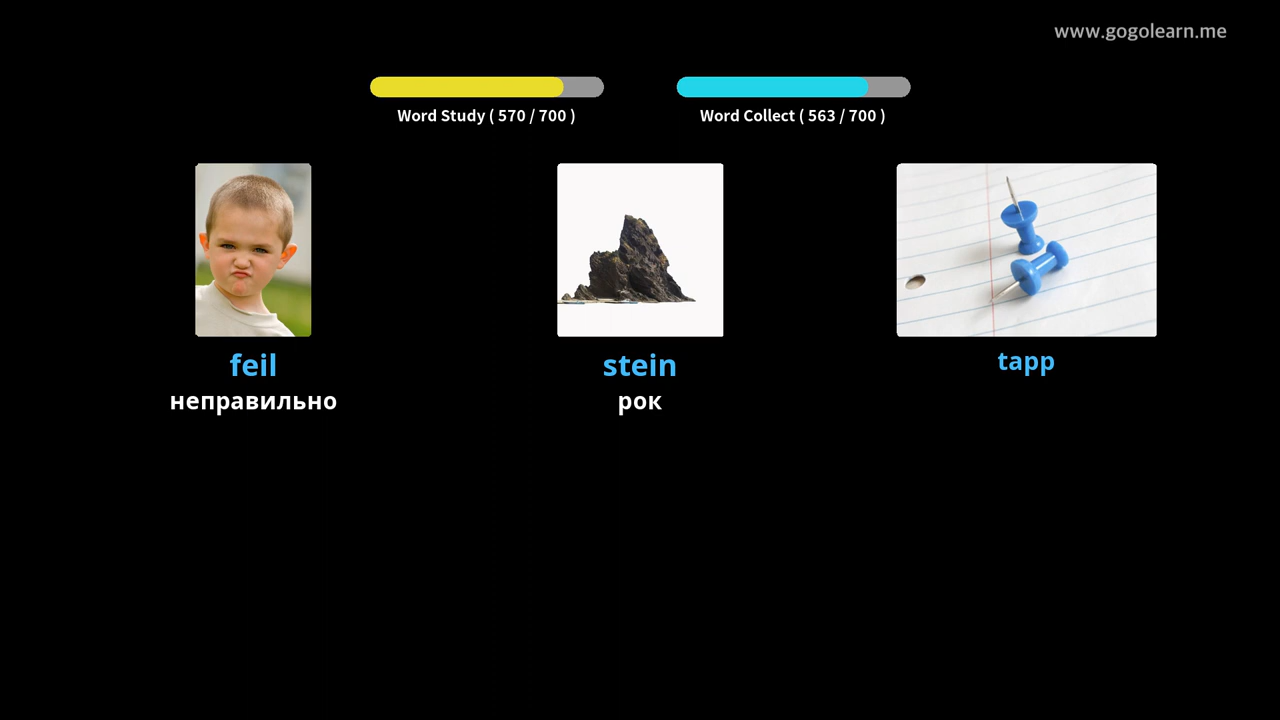 www.gogolearn.me
Word Study ( 570 / 700 )
Word Collect ( 563 / 700 )
feil
stein
tapp
неправильно
рок